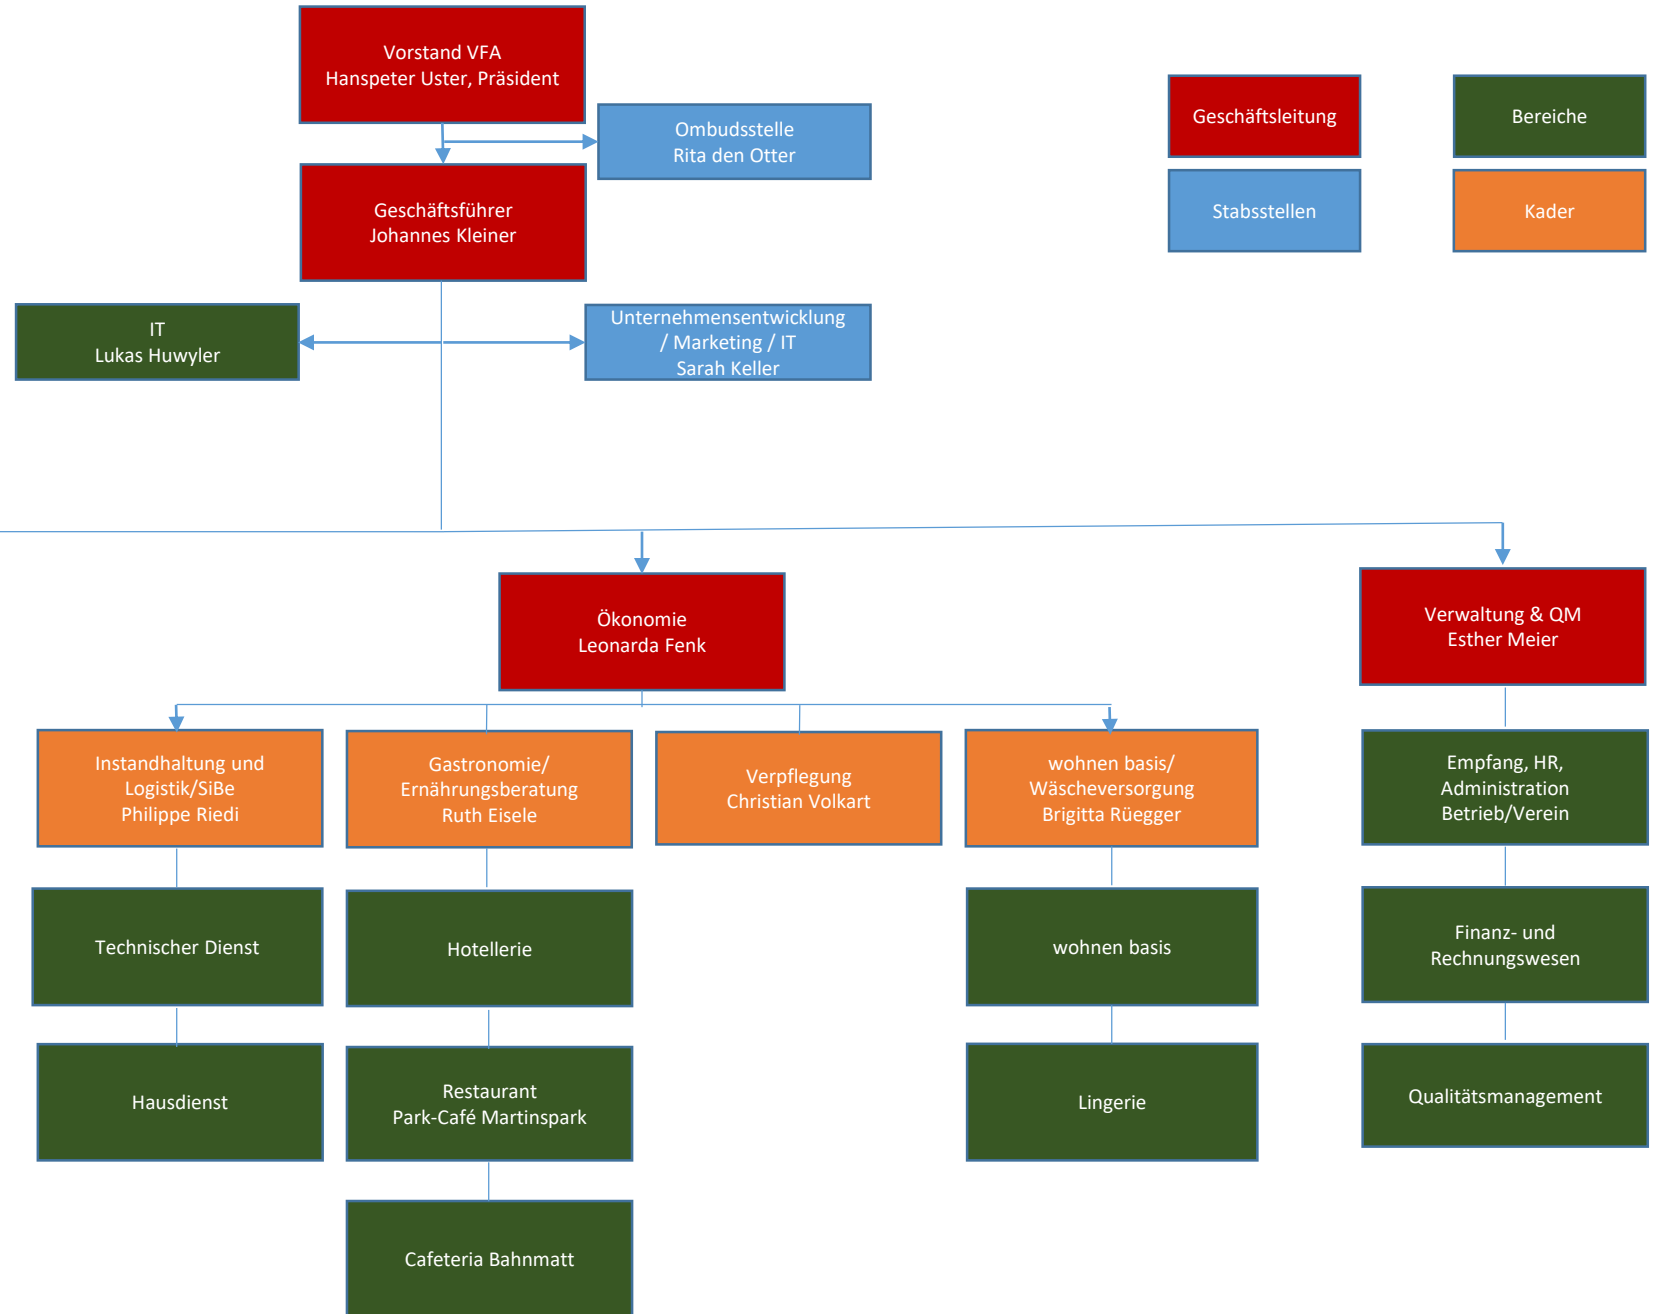 Vorstand VFA
Hanspeter Uster, Präsident
Ombudsstelle
Rita den Otter
Geschäftsleitung
Bereiche
Stabsstellen
Kader
Geschäftsführer
Johannes Kleiner
IT
Lukas Huwyler
Unternehmensentwicklung
/ Marketing / IT
Sarah Keller
Ökonomie
Leonarda Fenk
Verwaltung & QM
Esther Meier
Instandhaltung und
Logistik/SiBe
Philippe Riedi
Gastronomie/
Ernährungsberatung
Ruth Eisele
Verpflegung
Christian Volkart
wohnen basis/
Wäscheversorgung
Brigitta Rüegger
Empfang, HR,
Administration
Betrieb/Verein
Technischer Dienst
Hotellerie
wohnen basis
Finanz- und
Rechnungswesen
Hausdienst
Restaurant
Park-Café Martinspark
Lingerie
Qualitätsmanagement
Cafeteria Bahnmatt